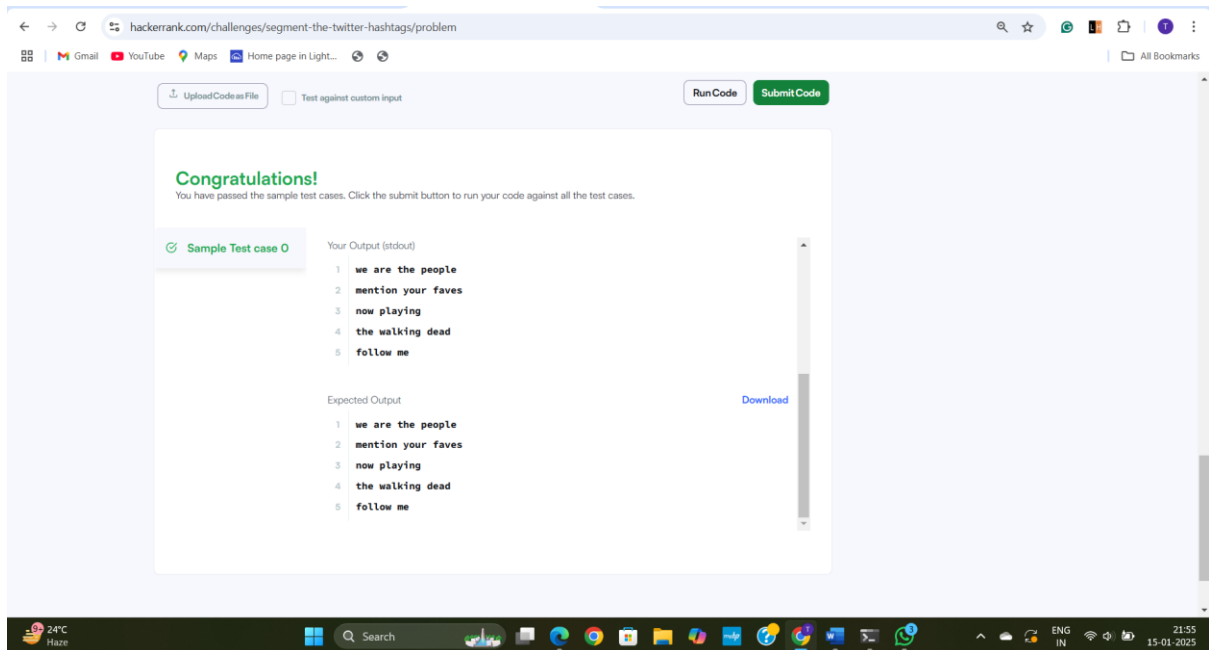 hackerrank.com/challenges/segment-the-twitter-hashtags/problem
T
Gmail YouTube Maps Home page in Light... All Bookmarks
Upload Code as File Test against custom input Run Code Submit Code
Congratulations!
You have passed the sample test cases. Click the submit button to run your code against all the test cases.
Sample Test case 0
Your Output (stdout)
1 we are the people
2 mention your faves
3 now playing
4 the walking dead
5 follow me
Expected Output Download
1 we are the people
2 mention your faves
3 now playing
4 the walking dead
5 follow me
9+ 24°C
Haze
Search
3
ENG
IN
21:55
15-01-2025